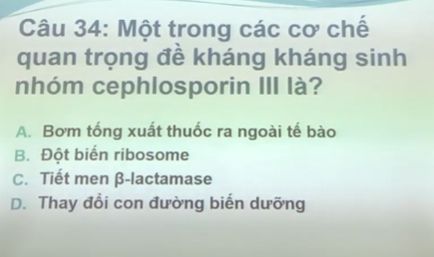 Câu 34: Một trong các cơ chế
quan trọng đề kháng kháng sinh
nhóm cephlosporin III là?
A. Bơm tống xuất thuốc ra ngoài tế bào
B. Đột biến ribosome
C. Tiết men β-lactamase
D. Thay đổi con đường biến dưỡng